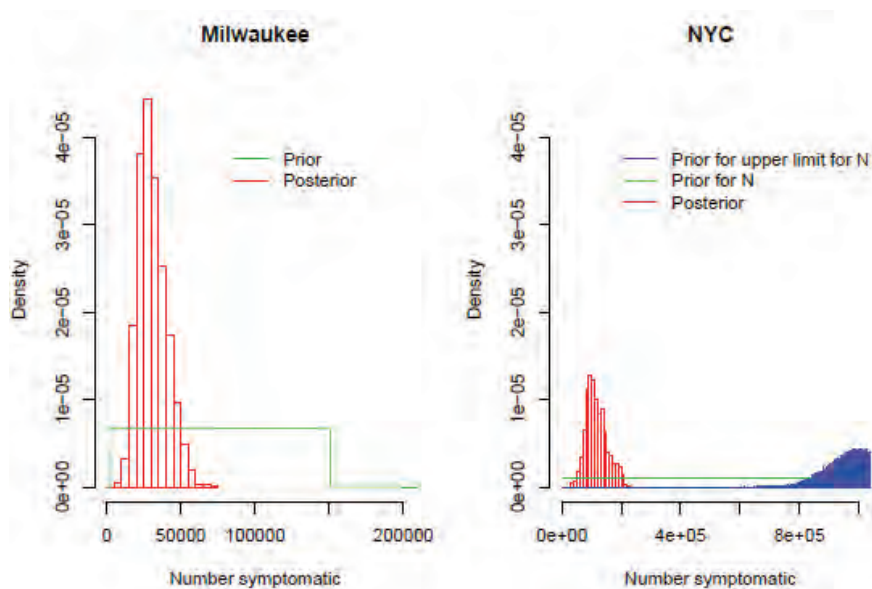 Milwaukee
Density
0e+00
1e−05
2e−05
3e−05
4e−05
Prior
Posterior
0
50000
100000
200000
Number symptomatic
NYC
Density
0e+00
1e−05
2e−05
3e−05
4e−05
Prior for upper limit for N
Prior for N
Posterior
0e+00
4e+05
8e+05
Number symptomatic